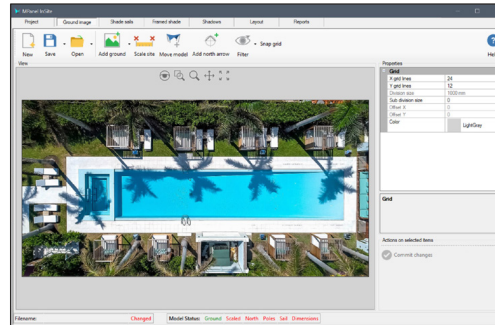 MPanel InSite
Project Ground image Shade sails Framed shade Shadows Layout Reports
New Save Open Add ground Scale site Move model Add north arrow Filter Snap grid
Hel
View
Properties
Grid
X grid lines 24
Y grid lines 12
Division size 1000 mm
Sub division size 0
Offset X 0
Offset Y 0
Color LightGray
Grid
Actions on selected items
Commit changes
Filename: Changed Model Status: Ground Scaled North Poles Sail Dimensions